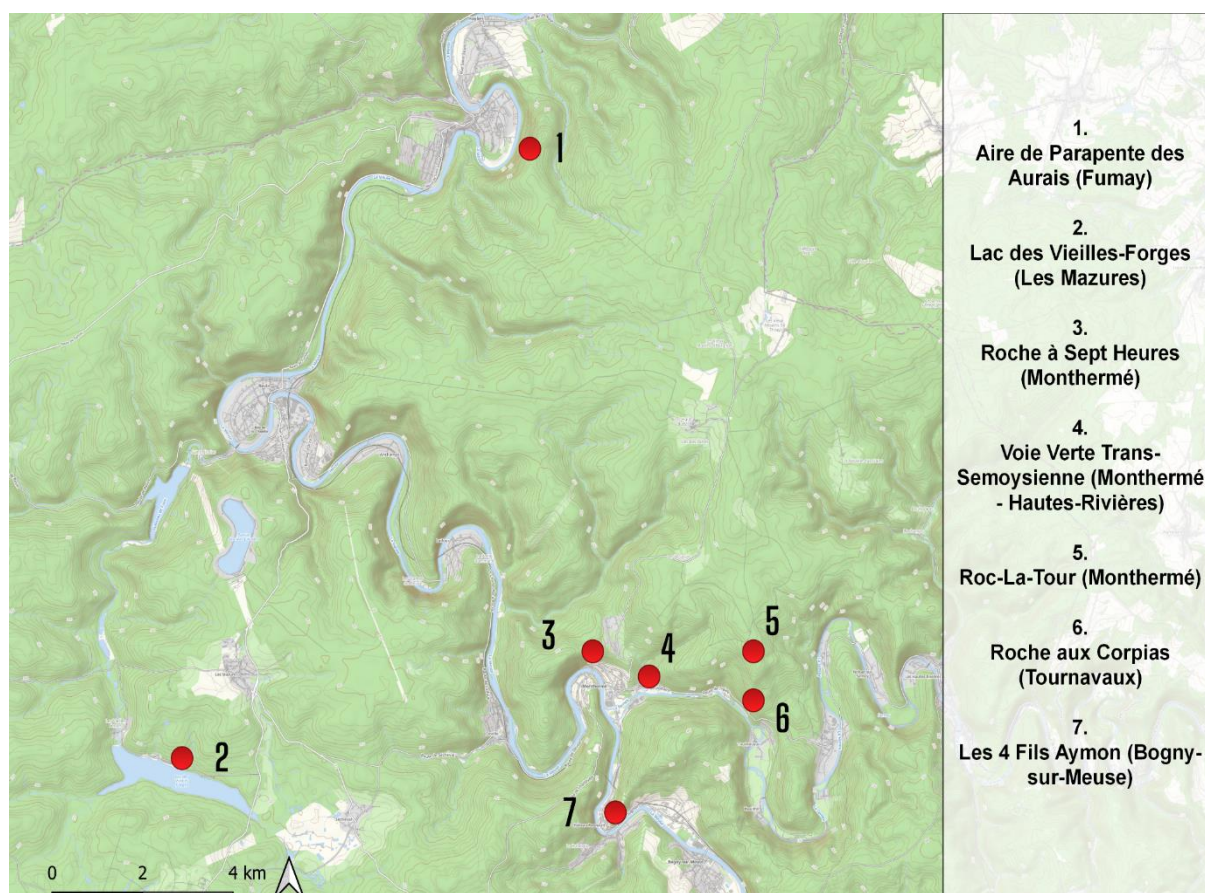 1
2
3
4
5
6
7
0 2 4 km
1.
Aire de Parapente des
Aurais (Fumay)
2.
Lac des Vieilles-Forges
(Les Mazures)
3.
Roche à Sept Heures
(Monthermé)
4.
Voie Verte Trans-
Semoysienne (Monthermé
- Hautes-Rivières)
5.
Roc-La-Tour (Monthermé)
6.
Roche aux Corpias
(Tournavaux)
7.
Les 4 Fils Aymon (Bogny-
sur-Meuse)